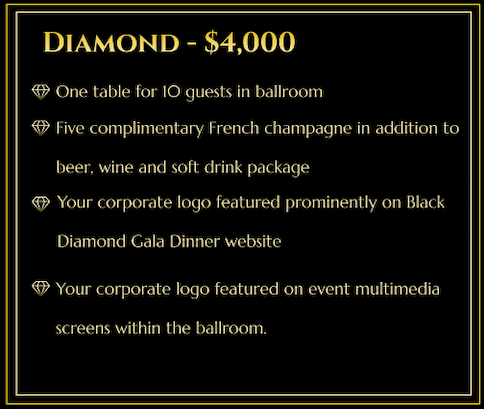 Diamond - $4,000
One table for 10 guests in ballroom
Five complimentary French champagne in addition to
beer, wine and soft drink package
Your corporate logo featured prominently on Black
Diamond Gala Dinner website
Your corporate logo featured on event multimedia
screens within the ballroom.